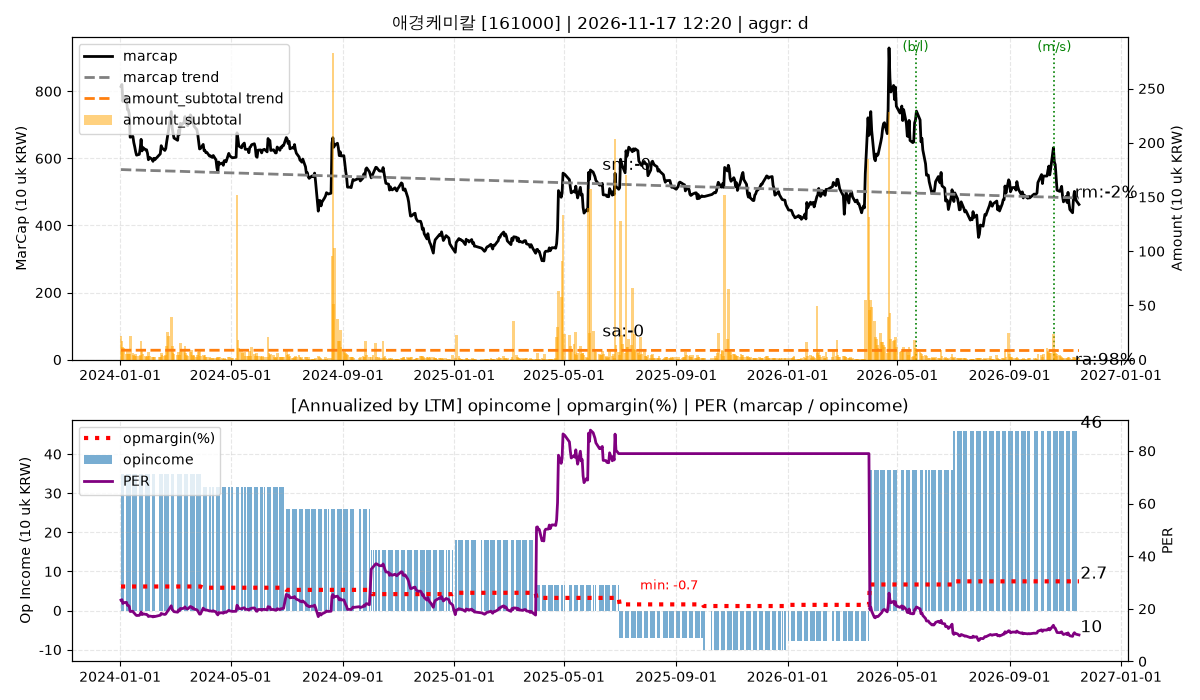 애경케미칼 [161000] | 2026-11-17 12:20 | aggr: d
(b/l)
(m/s)
marcap
marcap trend
amount_subtotal trend
amount_subtotal
MarCap (10 uk KRW)
800
600
400
200
0
250
200
150
100
50
0
Amount (10 uk KRW)
sm:-0
rm:-2%
sa:-0
ra:98%
2024-01-01 2024-05-01 2024-09-01 2025-01-01 2025-05-01 2025-09-01 2026-01-01 2026-05-01 2026-09-01 2027-01-01
[Annualized by LTM] opincome | opmargin(%) | PER (marcap / opincome)
opmargin(%)
opincome
PER
Op Income (10 uk KRW)
40
30
20
10
0
-10
80
60
40
20
0
PER
46
min: -0.7
2.7
10
2024-01-01 2024-05-01 2024-09-01 2025-01-01 2025-05-01 2025-09-01 2026-01-01 2026-05-01 2026-09-01 2027-01-01